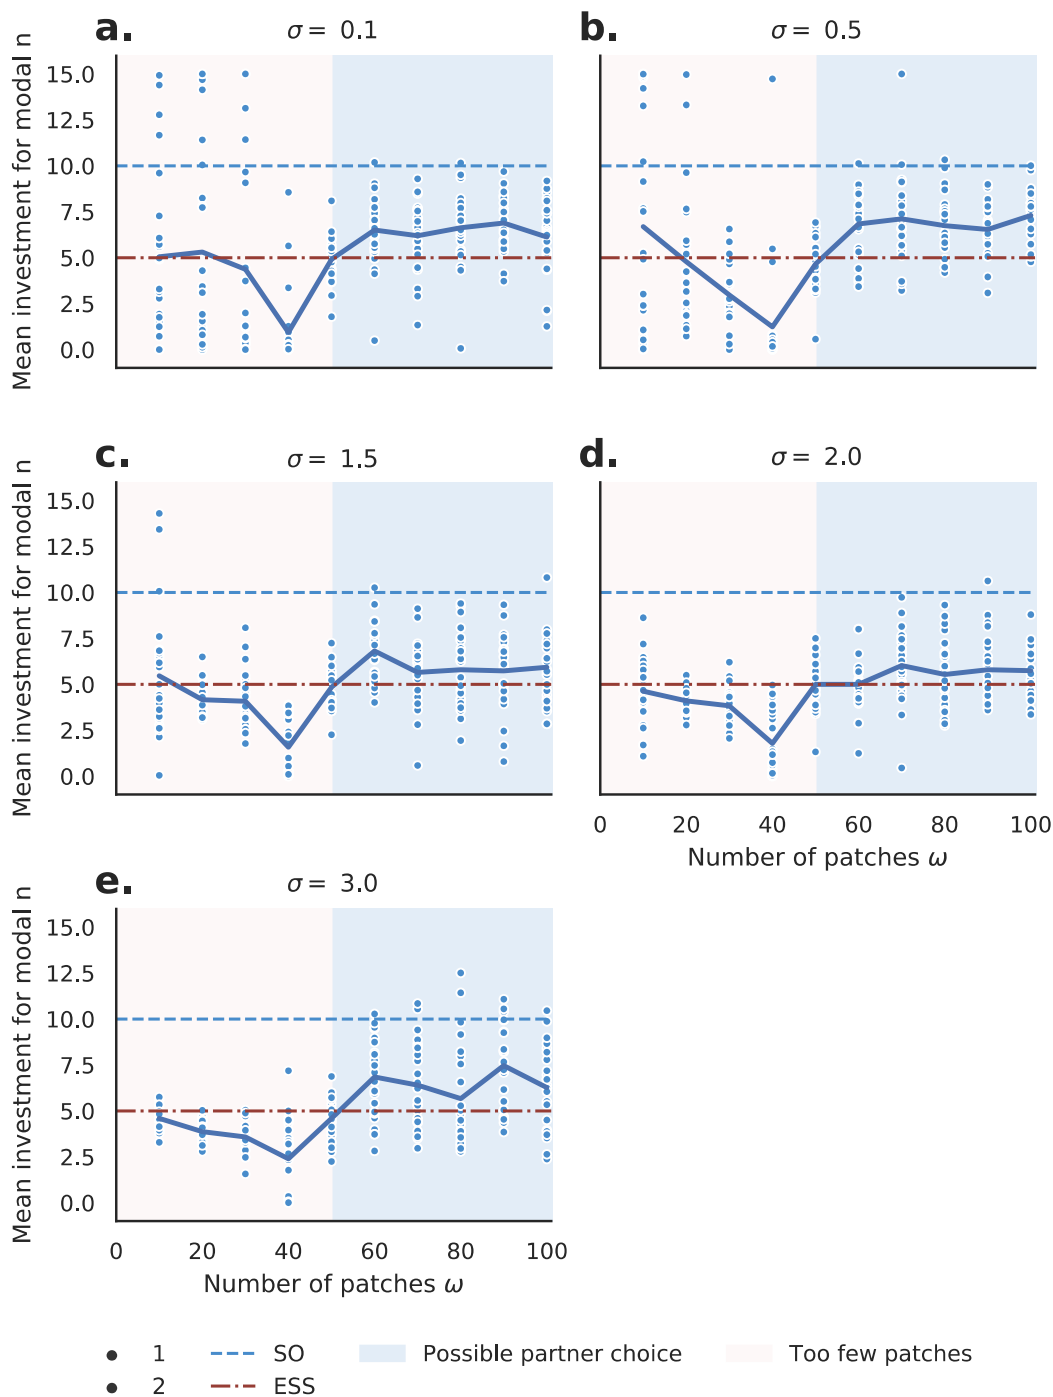 a.
σ = 0.1
b.
σ = 0.5
Mean investment for modal n
15.0
12.5
10.0
7.5
5.0
2.5
0.0
c.
σ = 1.5
d.
σ = 2.0
Mean investment for modal n
15.0
12.5
10.0
7.5
5.0
2.5
0.0
0 20 40 60 80 100
Number of patches ω
e.
σ = 3.0
Mean investment for modal n
15.0
12.5
10.0
7.5
5.0
2.5
0.0
0 20 40 60 80 100
Number of patches ω
1 SO Possible partner choice Too few patches
2 ESS